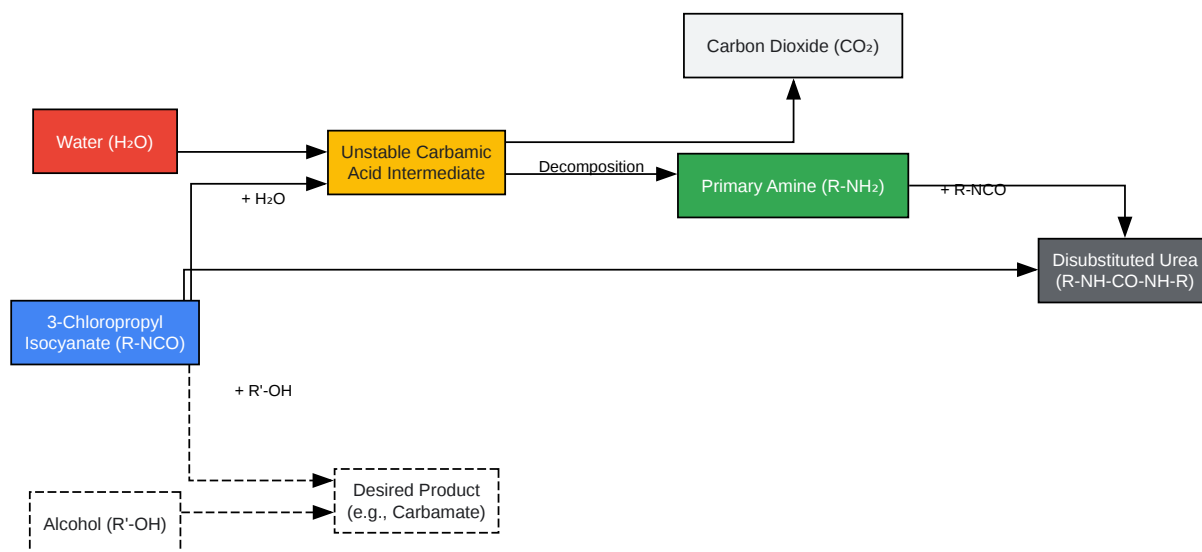 Carbon Dioxide (CO₂)
Water (H₂O)
Unstable Carbamic
Acid Intermediate
Decomposition
Primary Amine (R-NH₂)
+ H₂O
+ R-NCO
Disubstituted Urea
(R-NH-CO-NH-R)
3-Chloropropyl
Isocyanate (R-NCO)
+ R'-OH
Desired Product
(e.g., Carbamate)
Alcohol (R'-OH)